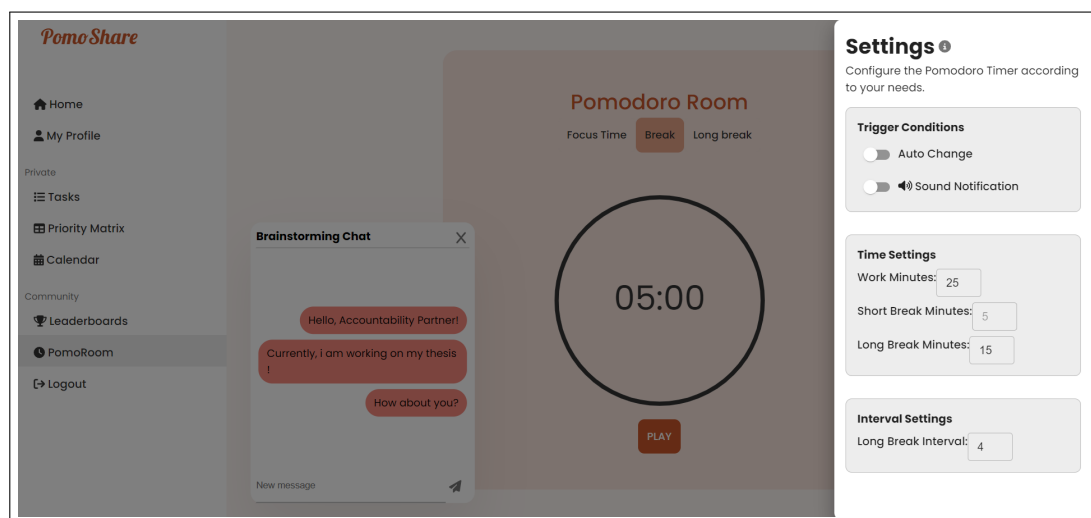 PomoShare
Home
My Profile
Private
Tasks
Priority Matrix
Calendar
Community
Leaderboards
PomoRoom
Logout
Brainstorming Chat
X
Hello, Accountability Partner!
Currently, i am working on my thesis
!
How about you?
New message
Pomodoro Room
Focus Time Break Long break
05:00
PLAY
Settings
Configure the Pomodoro Timer according
to your needs.
Trigger Conditions
Auto Change
Sound Notification
Time Settings
Work Minutes: 25
Short Break Minutes: 5
Long Break Minutes: 15
Interval Settings
Long Break Interval: 4